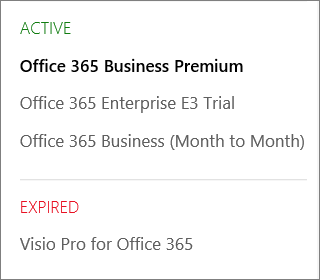 ACTIVE
Office 365 Business Premium
Office 365 Enterprise E3 Trial
Office 365 Business (Month to Month)
EXPIRED
Visio Pro for Office 365